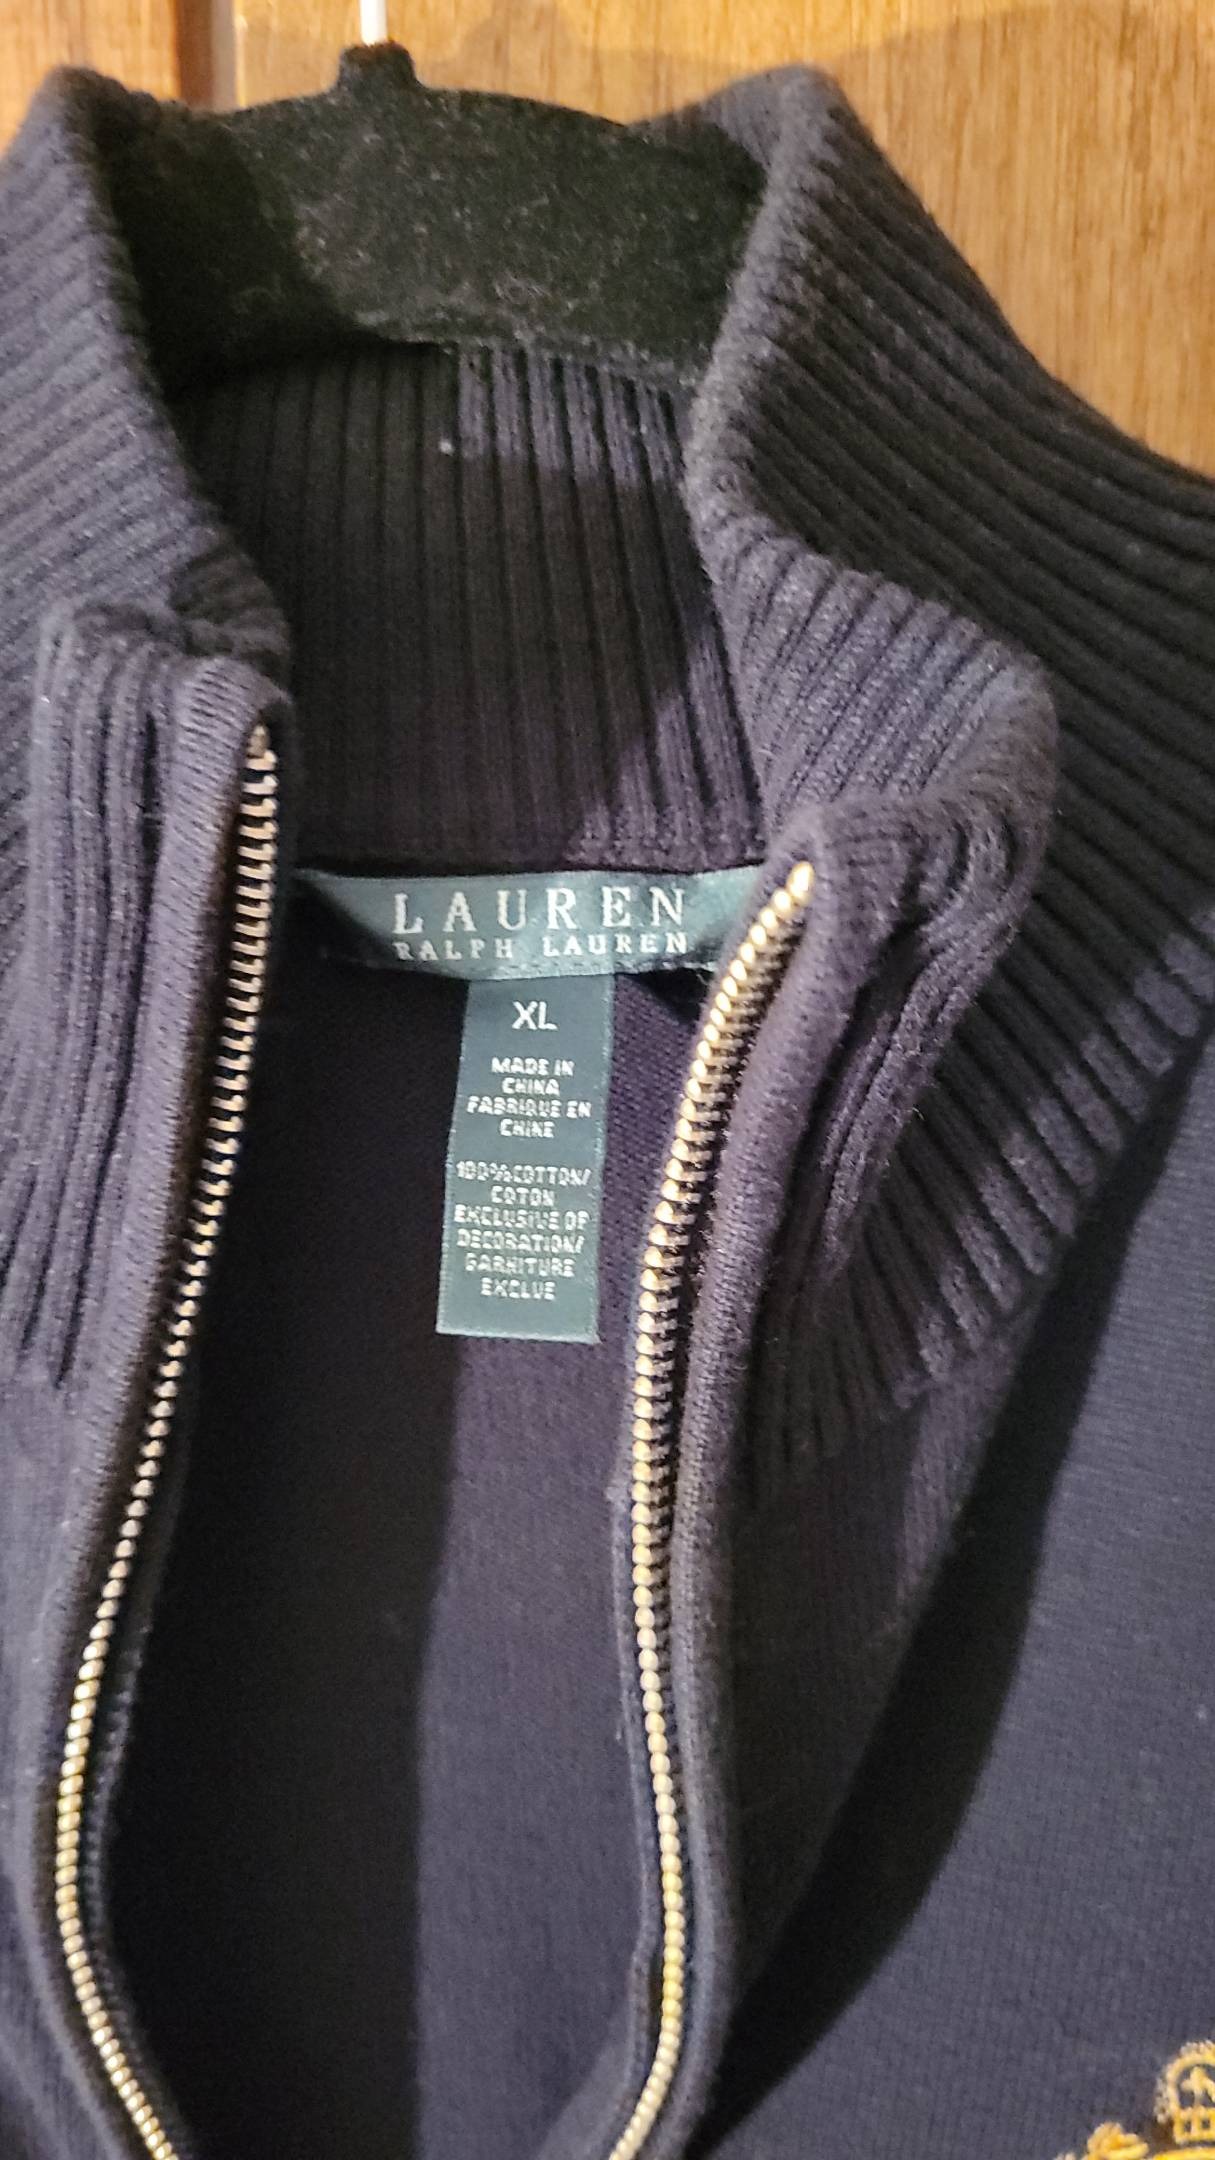 LAUREN
RALPH LAUREN
XL
MADE IN
CHINA
FABRIQUE EN
CHINE
100% COTTON/
COTON
EXCLUSIVE OF
DECORATION/
GARNITURE
EXCLUE